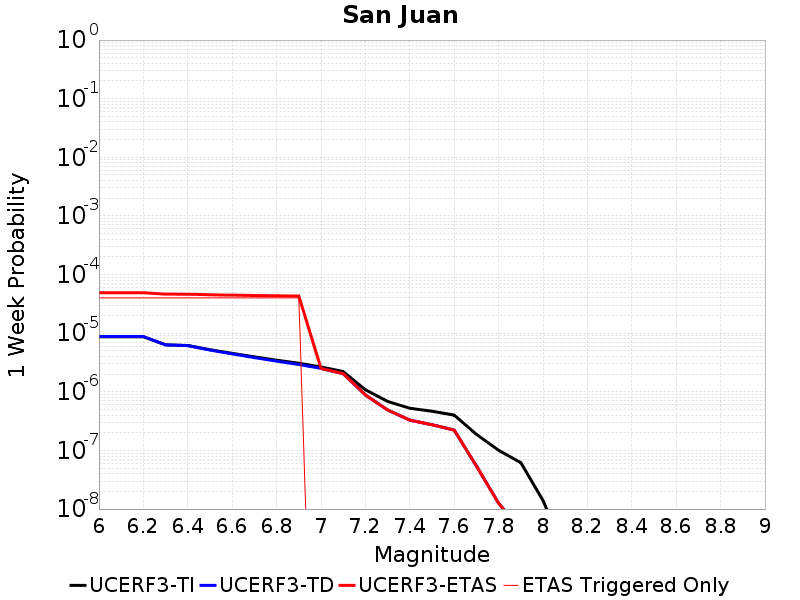 San Juan
10^0
10^-1
10^-2
10^-3
10^-4
10^-5
10^-6
10^-7
10^-8
1 Week Probability
6 6.2 6.4 6.6 6.8 7 7.2 7.4 7.6 7.8 8 8.2 8.4 8.6 8.8 9
Magnitude
UCERF3-TI UCERF3-TD UCERF3-ETAS ETAS Triggered Only